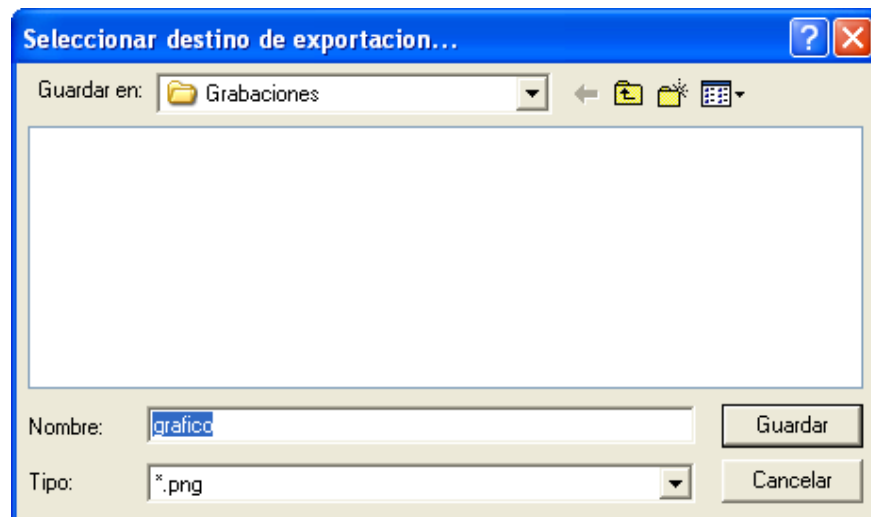 Seleccionar destino de exportacion...
Guardar en: Grabaciones
Nombre: grafico Guardar
Tipo: *.png Cancelar